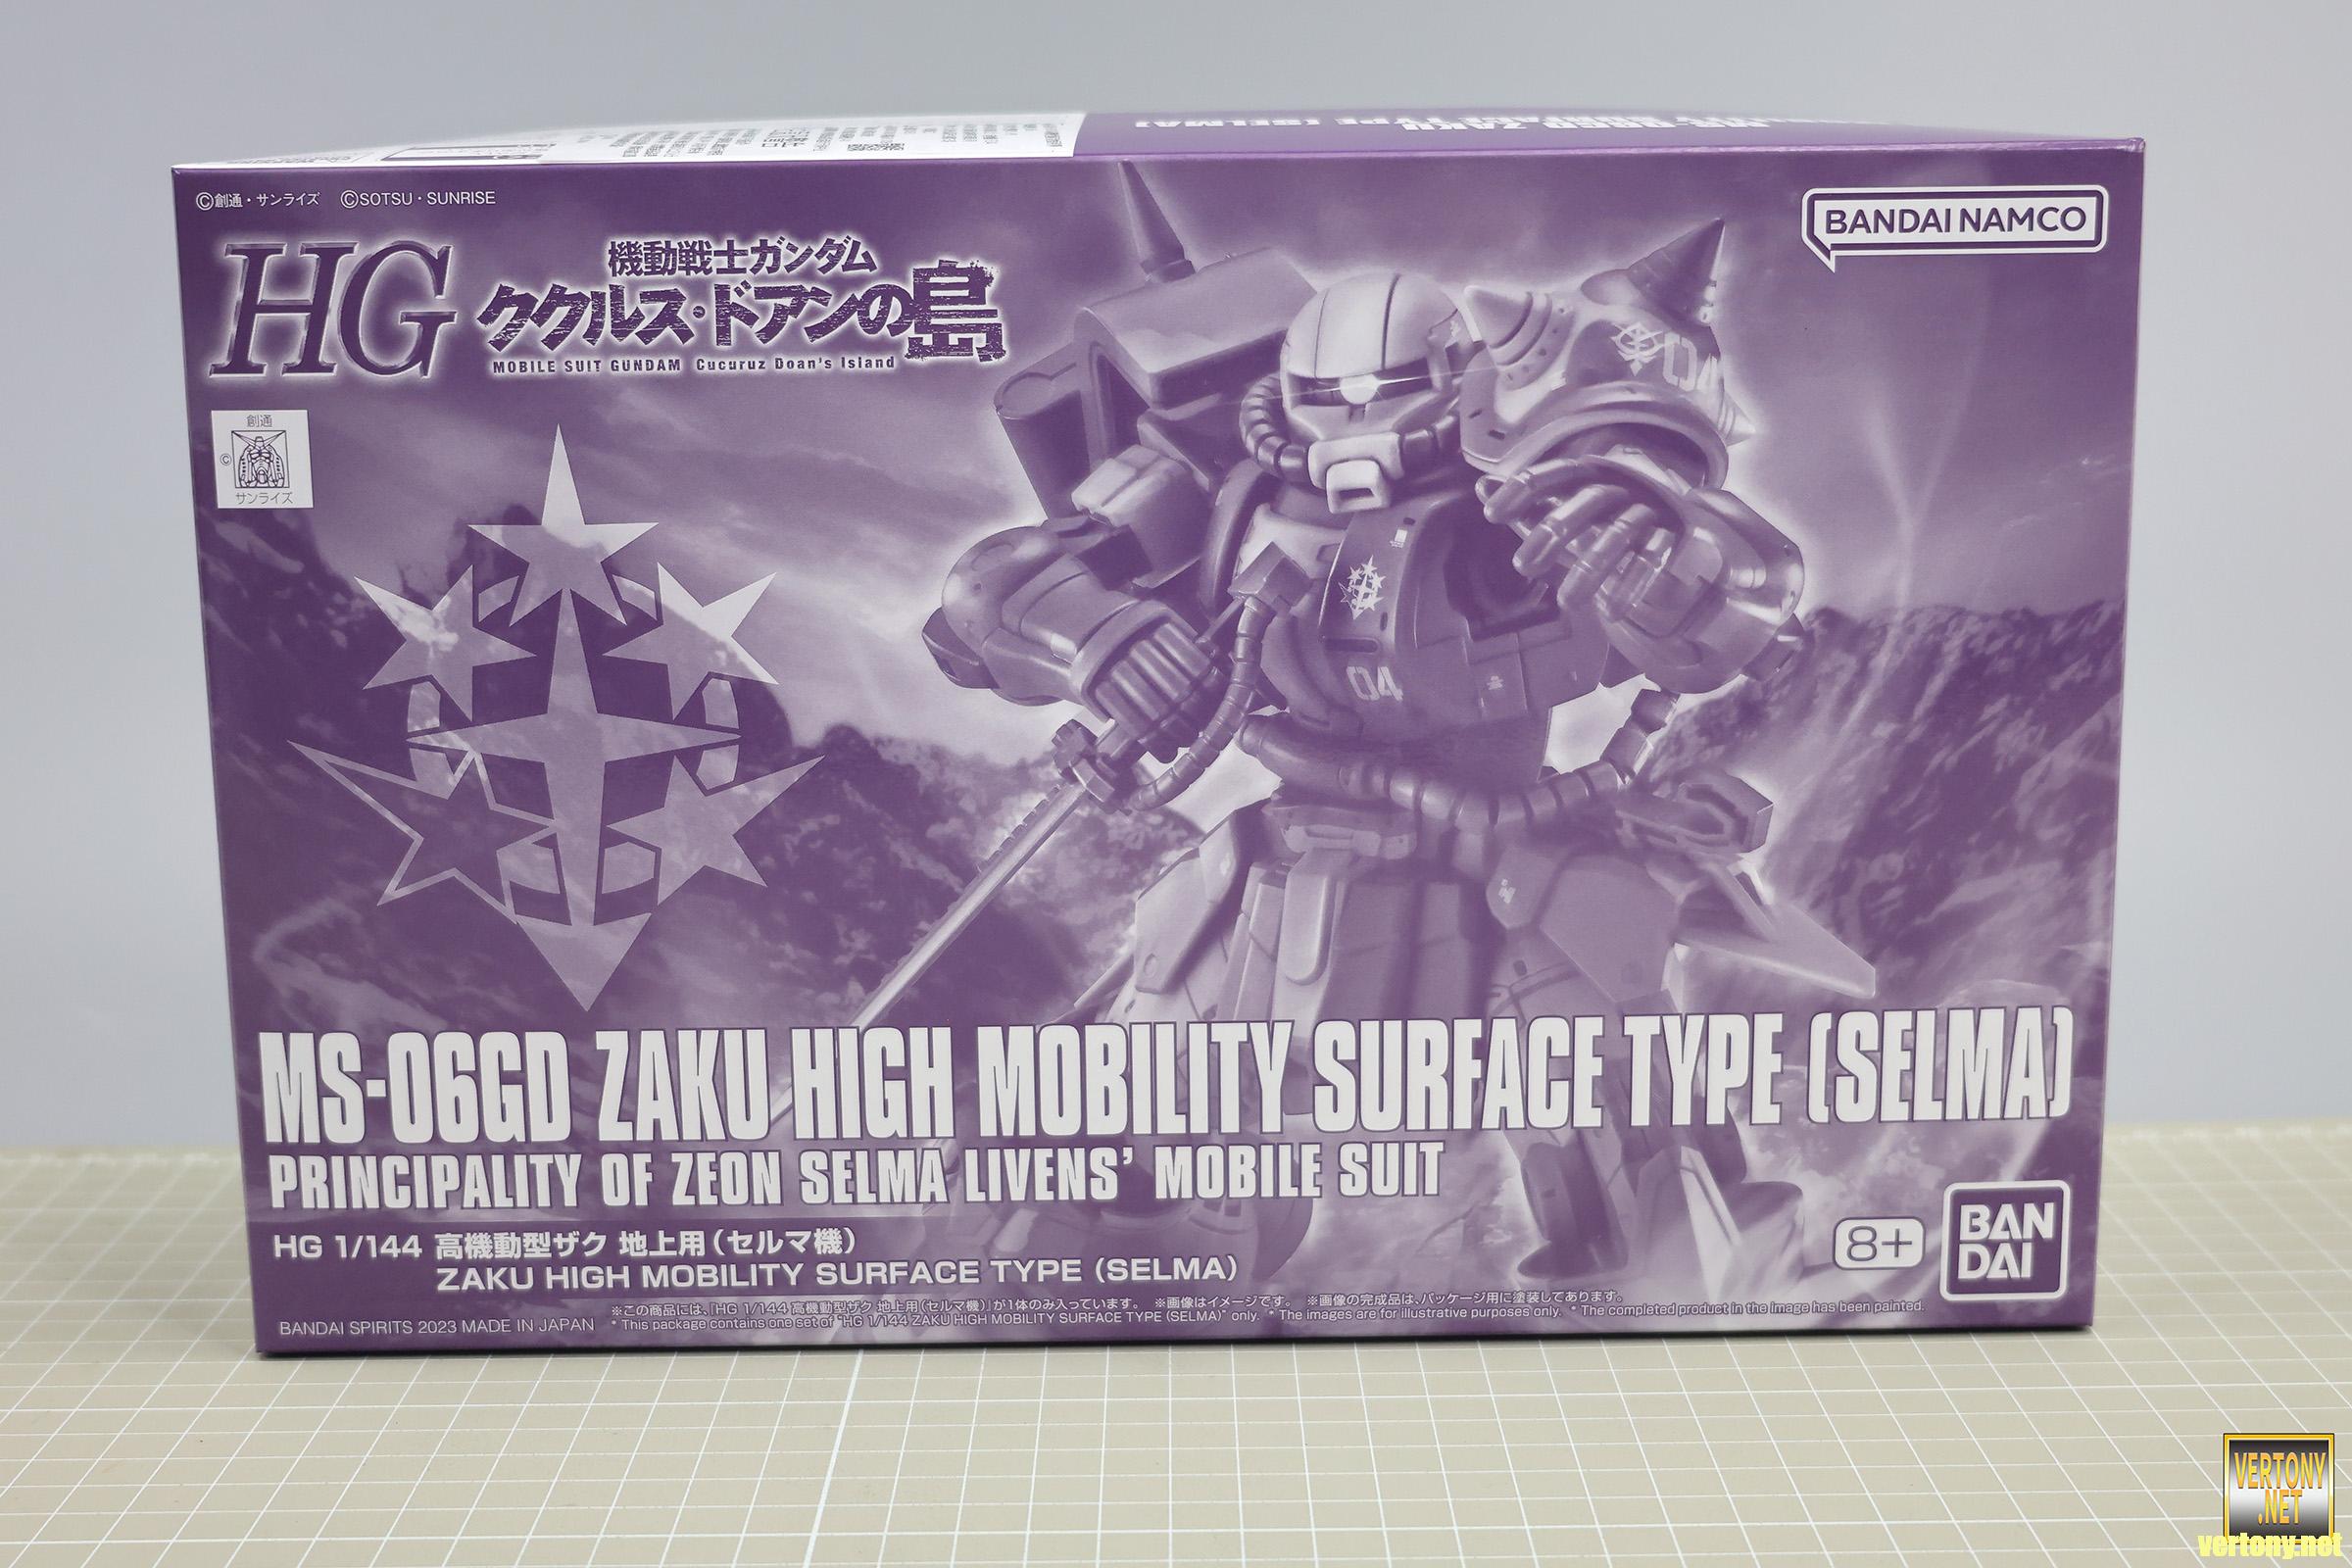 ©創通・サンライズ ©SOTSU・SUNRISE
BANDAI NAMCO
HG
機動戦士ガンダム
ククルス・ドアンの島
MOBILE SUIT GUNDAM Cucuruz Doan's Island
創通
©
サンライズ
04
04
MS-06GD ZAKU HIGH MOBILITY SURFACE TYPE (SELMA)
PRINCIPALITY OF ZEON SELMA LIVENS' MOBILE SUIT
HG 1/144 高機動型ザク 地上用(セルマ機)
ZAKU HIGH MOBILITY SURFACE TYPE (SELMA)
8+
BAN
DAI
※この商品には、「HG 1/144 高機動型ザク 地上用(セルマ機)」が1体のみ入っています。 ※画像はイメージです。 ※画像の完成品は、パッケージ用に塗装してあります。
BANDAI SPIRITS 2023 MADE IN JAPAN
* This package contains one set of "HG 1/144 ZAKU HIGH MOBILITY SURFACE TYPE (SELMA)" only. * The images are for illustrative purposes only. * The completed product in the image has been painted.
VERTONY
.NET
vertony.net